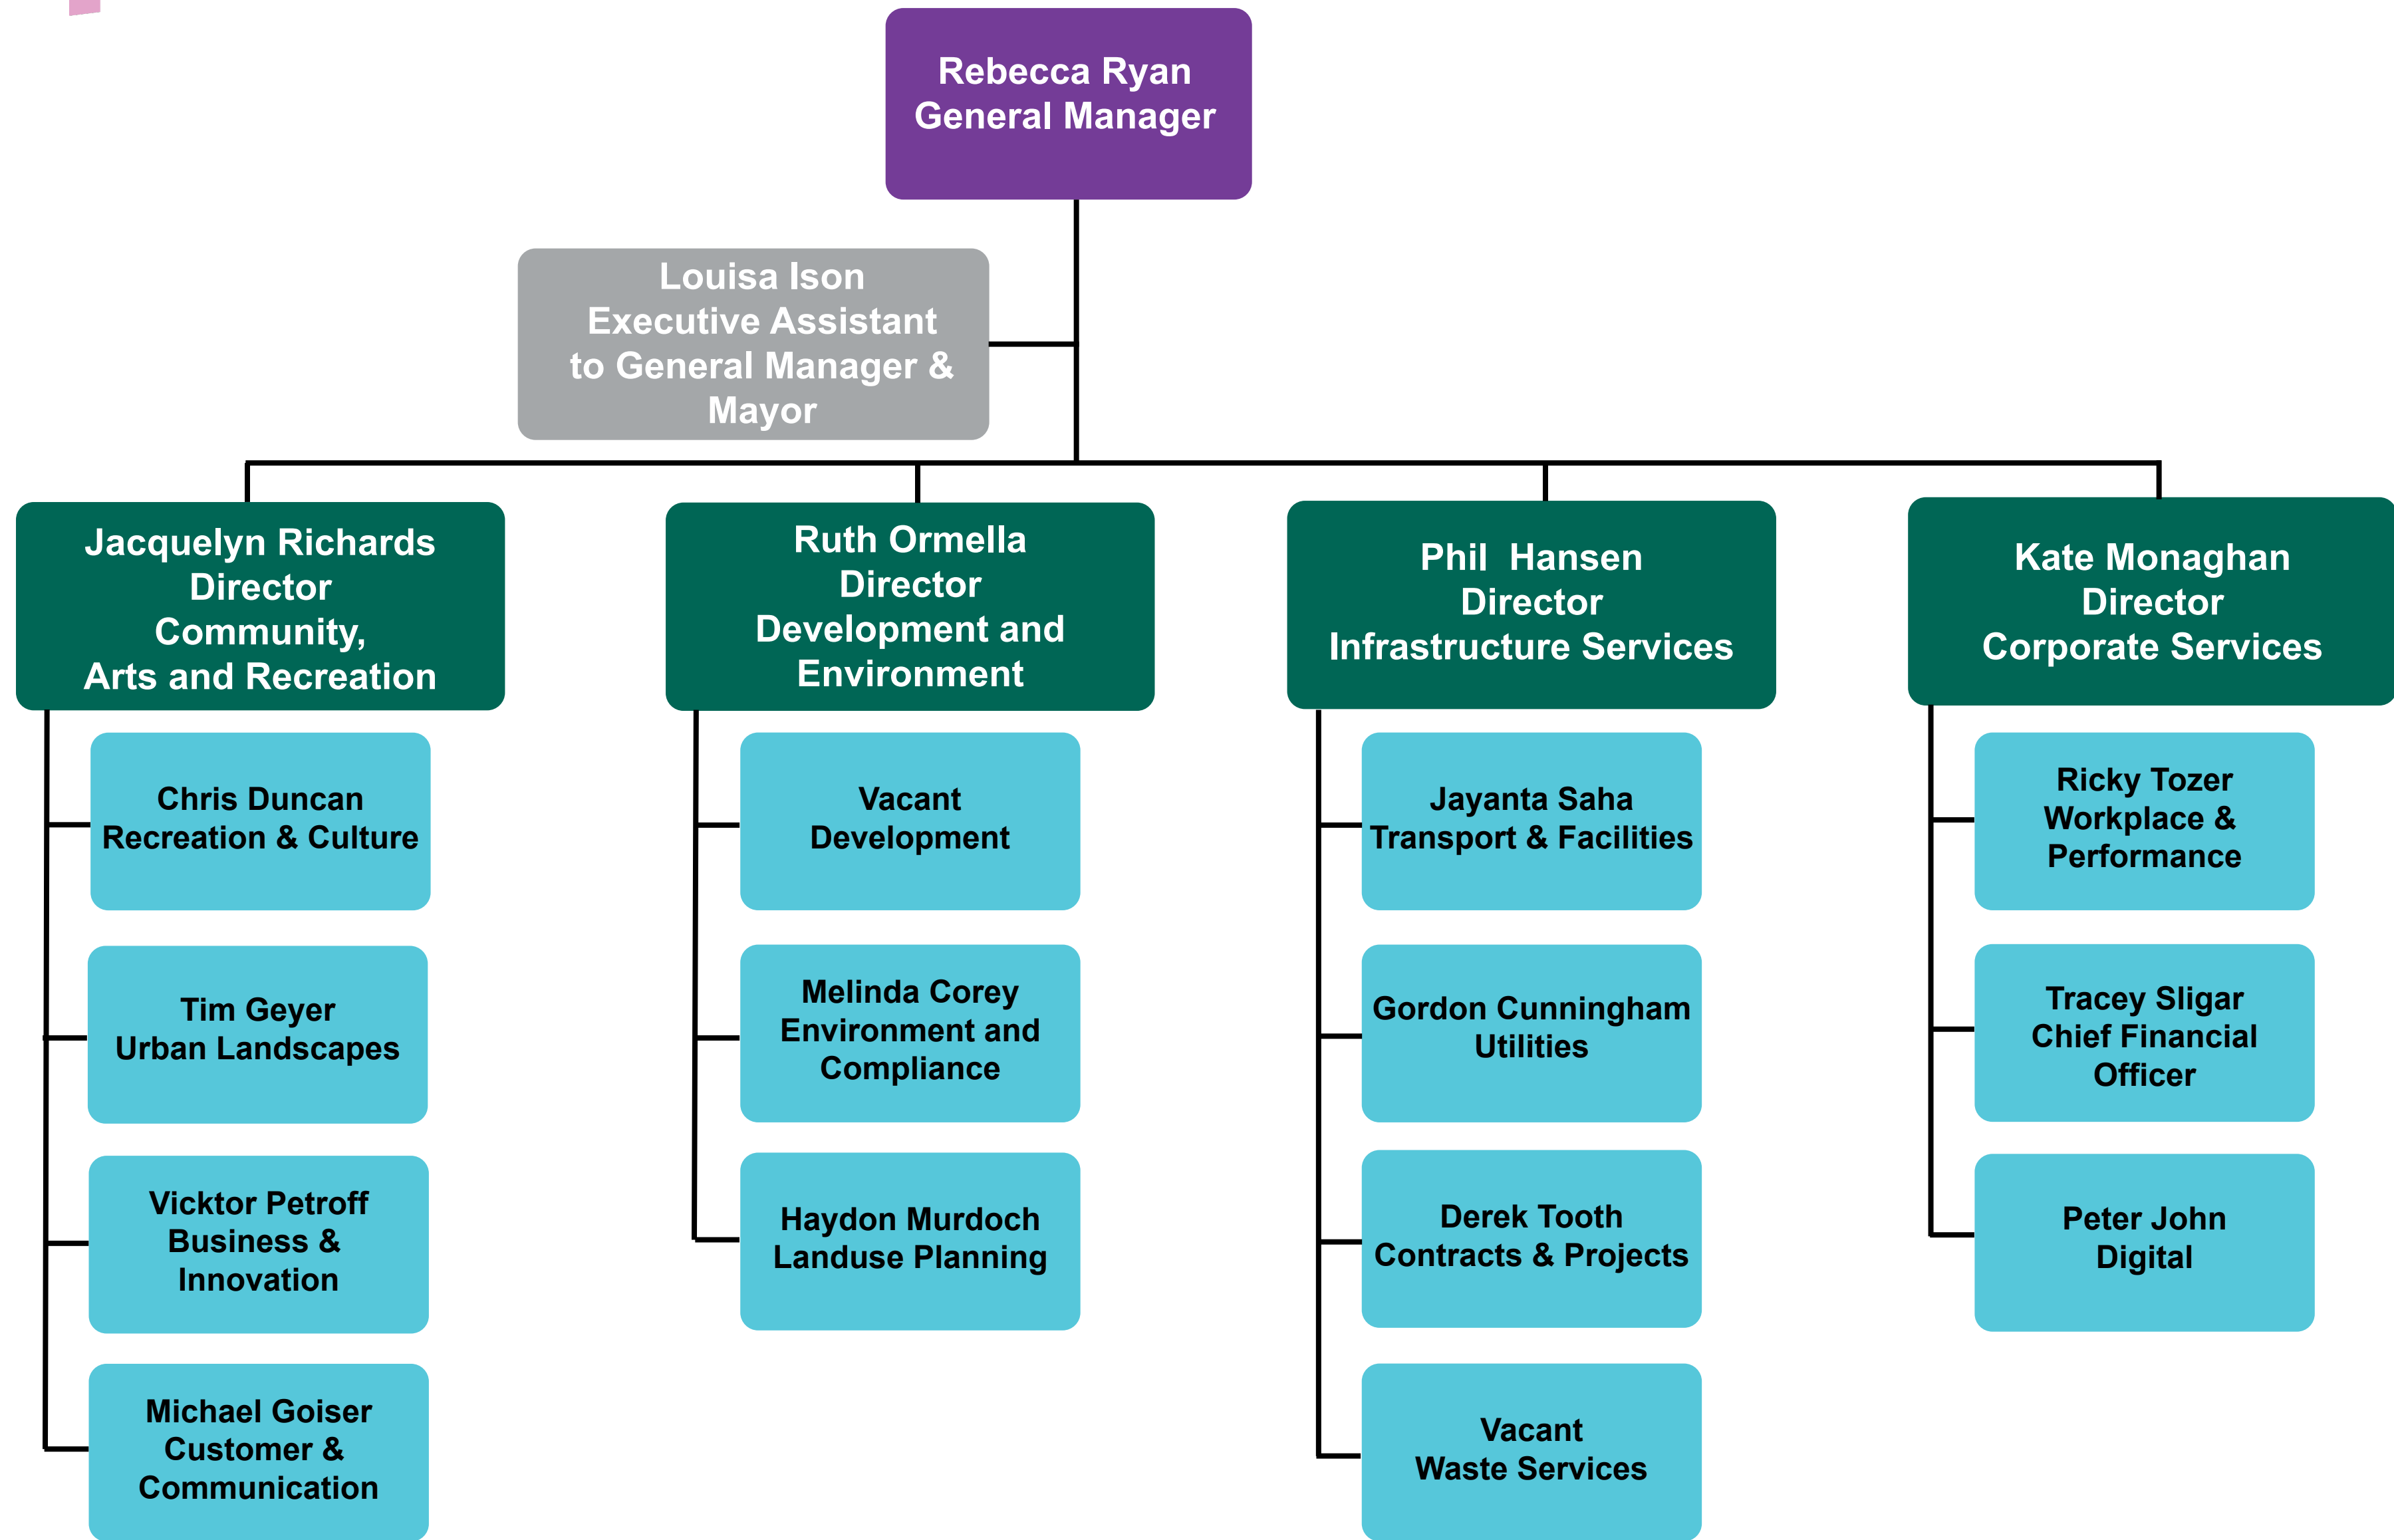 Rebecca Ryan
General Manager
Louisa Ison
Executive Assistant
to General Manager &
Mayor
Jacquelyn Richards
Director
Community,
Arts and Recreation
Ruth Ormella
Director
Development and
Environment
Phil  Hansen
Director
Infrastructure Services
Kate Monaghan
Director
Corporate Services
Chris Duncan
Recreation & Culture
Tim Geyer
Urban Landscapes
Vicktor Petroff
Business &
Innovation
Michael Goiser
Customer &
Communication
Vacant
Development
Melinda Corey
Environment and
Compliance
Haydon Murdoch
Landuse Planning
Jayanta Saha
Transport & Facilities
Gordon Cunningham
Utilities
Derek Tooth
Contracts & Projects
Vacant
Waste Services
Ricky Tozer
Workplace &
Performance
Tracey Sligar
Chief Financial
Officer
Peter John
Digital